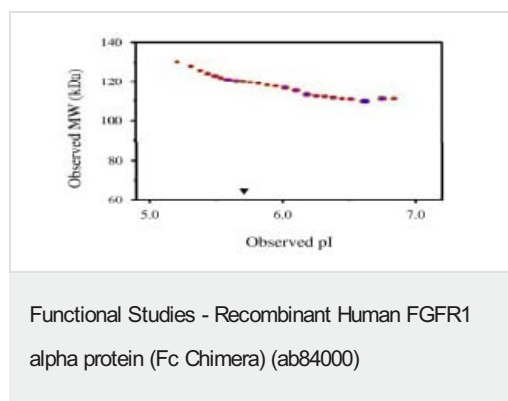 140
120
100
80
60
Observed MW (kDa)
5.0 6.0 7.0
Observed pI
Functional Studies - Recombinant Human FGFR1
alpha protein (Fc Chimera) (ab84000)